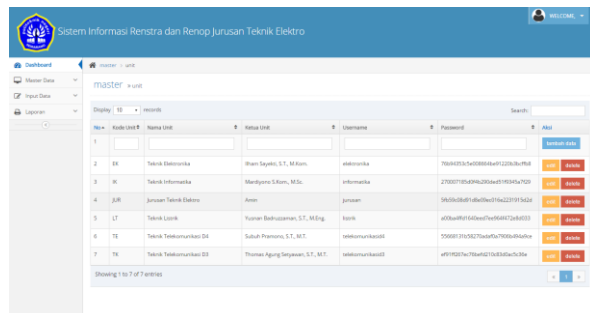 WELCOME,
Sistem Informasi Renstra dan Renop Jurusan Teknik Elektro
Dashboard
master > unit
Master Data
Input Data
Laporan
master » unit
Display 10 records
Search:
No Kode Unit Nama Unit Ketua Unit Username Password Aksi
1 tambah data
2 EK Teknik Elektronika Ilham Sayekti, S.T., M.Kom. elektronika edit delete
3 IK Teknik Informatika Mardiyono S.Kom., M.Sc. informatika edit delete
4 JUR Jurusan Teknik Elektro Amin jurusan edit delete
5 LT Teknik Listrik Yusnan Badruzzaman, S.T., M.Eng. listrik edit delete
6 TE Teknik Telekomunikasi D4 Subuh Pramono, S.T., M.T. telekomunikasid4 edit delete
7 TK Teknik Telekomunikasi D3 Thomas Agung Setyawan, S.T., M.T. telekomunikasid3 edit delete
Showing 1 to 7 of 7 entries
1